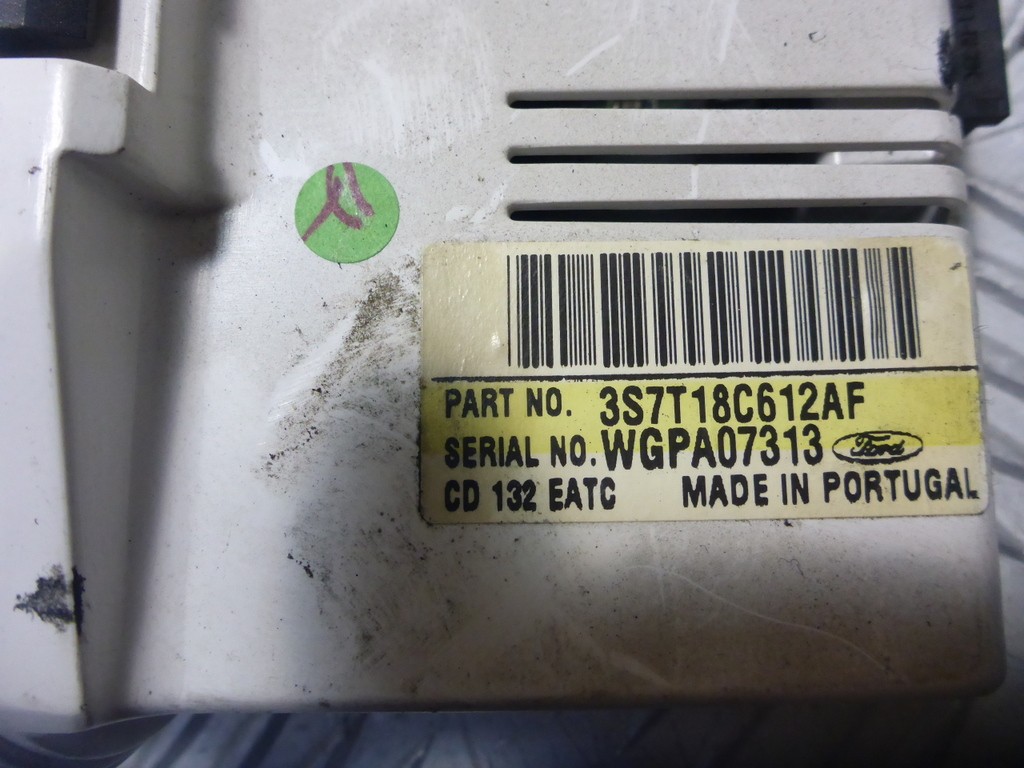 PART NO. 3S7T18C612AF
SERIAL NO. WGPA07313 Ford
CD 132 EATC MADE IN PORTUGAL